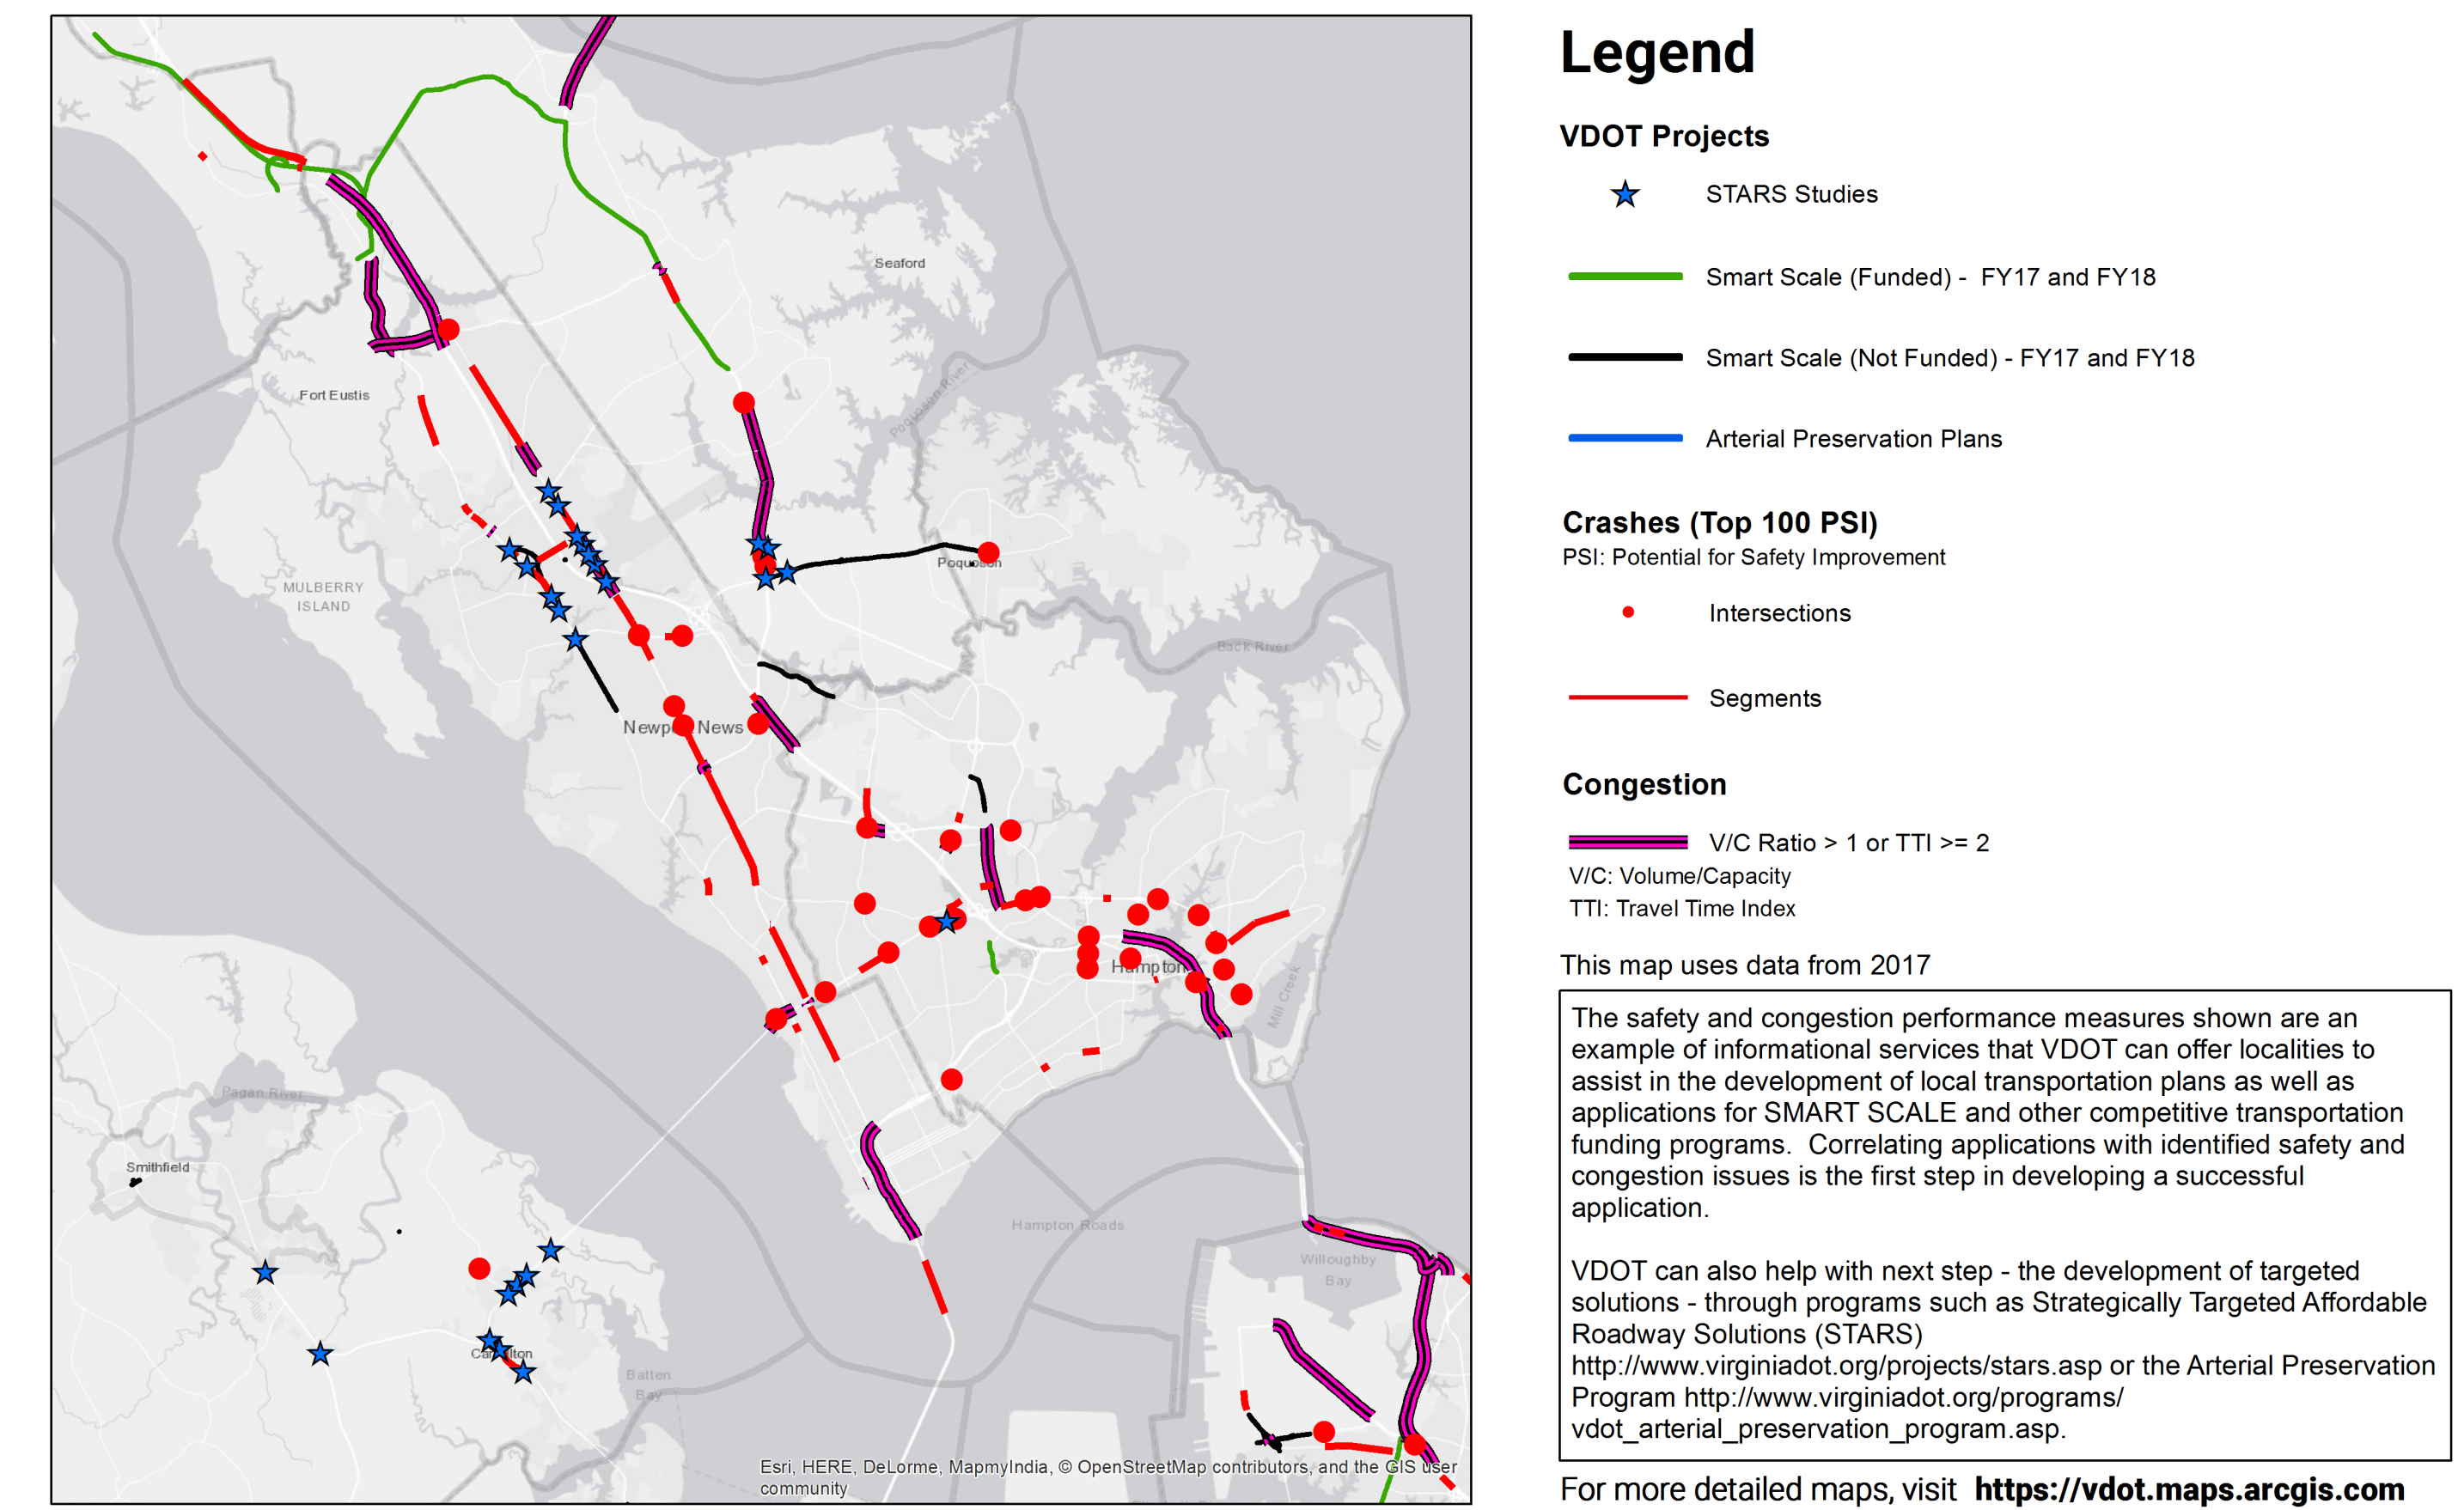 Seaford
Poquoson River
Fort Eustis
MULBERRY
ISLAND
Poquoson
Back River
Newport News
Hampton
Mill Creek
Pagan River
Smithfield
Hampton Roads
Willoughby
Bay
Carrollton
Batten
Bay
Esri, HERE, DeLorme, MapmyIndia, © OpenStreetMap contributors, and the GIS user
community
Legend
VDOT Projects
STARS Studies
Smart Scale (Funded) - FY17 and FY18
Smart Scale (Not Funded) - FY17 and FY18
Arterial Preservation Plans
Crashes (Top 100 PSI)
PSI: Potential for Safety Improvement
Intersections
Segments
Congestion
V/C Ratio > 1 or TTI >= 2
V/C: Volume/Capacity
TTI: Travel Time Index
This map uses data from 2017
The safety and congestion performance measures shown are an
example of informational services that VDOT can offer localities to
assist in the development of local transportation plans as well as
applications for SMART SCALE and other competitive transportation
funding programs. Correlating applications with identified safety and
congestion issues is the first step in developing a successful
application.
VDOT can also help with next step - the development of targeted
solutions - through programs such as Strategically Targeted Affordable
Roadway Solutions (STARS)
http://www.virginiadot.org/projects/stars.asp or the Arterial Preservation
Program http://www.virginiadot.org/programs/
vdot_arterial_preservation_program.asp.
For more detailed maps, visit https://vdot.maps.arcgis.com